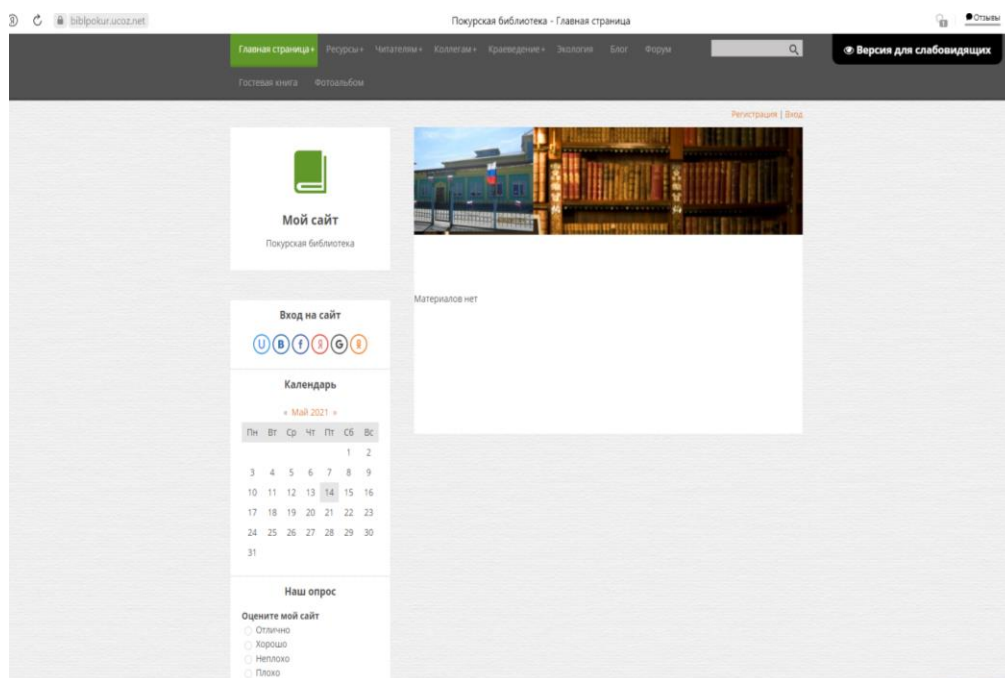 biblpokur.ucoz.net
Покурская библиотека - Главная страница
Отзывы
Главная страница+ Ресурсы+ Читателям+ Коллегам+ Краеведение+ Экология Блог Форум
Версия для слабовидящих
Гостевая книга Фотоальбом
Регистрация | Вход
Мой сайт
Покурская библиотека
Материалов нет
Вход на сайт
Календарь
« Май 2021 »
Пн Вт Ср Чт Пт Сб Вс
1 2
3 4 5 6 7 8 9
10 11 12 13 14 15 16
17 18 19 20 21 22 23
24 25 26 27 28 29 30
31
Наш опрос
Оцените мой сайт
Отлично
Хорошо
Неплохо
Плохо